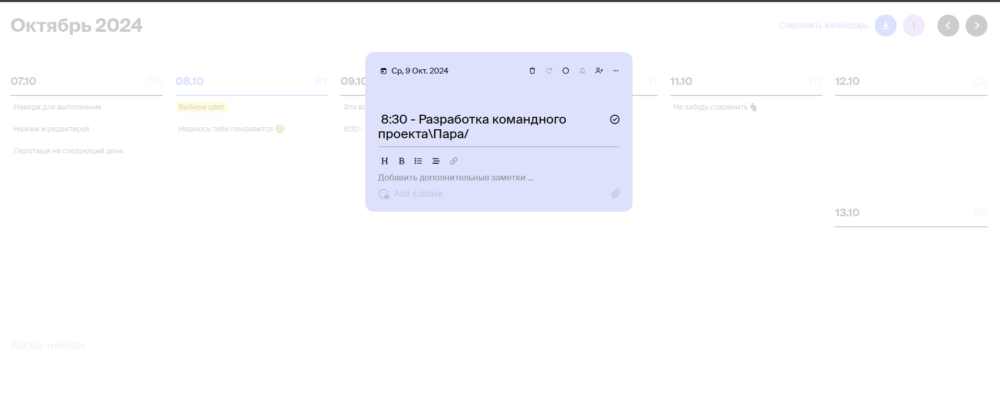 Октябрь 2024
Сохранить календарь
Ср, 9 Окт. 2024
8:30 - Разработка командного
проекта\Пара/
H B
Добавить дополнительные заметки ...
Add subtask...
07.10 Пн
Наведи для выполнения
Нажми и редактируй
Перетащи на следующий день
08.10 Вт
Выбери цвет
Надеюсь тебе понравится
09.10
Это
8:30 -
Чт
11.10 Пт
Не забудь сохранить
12.10 Сб
13.10 Вс
Когда-нибудь